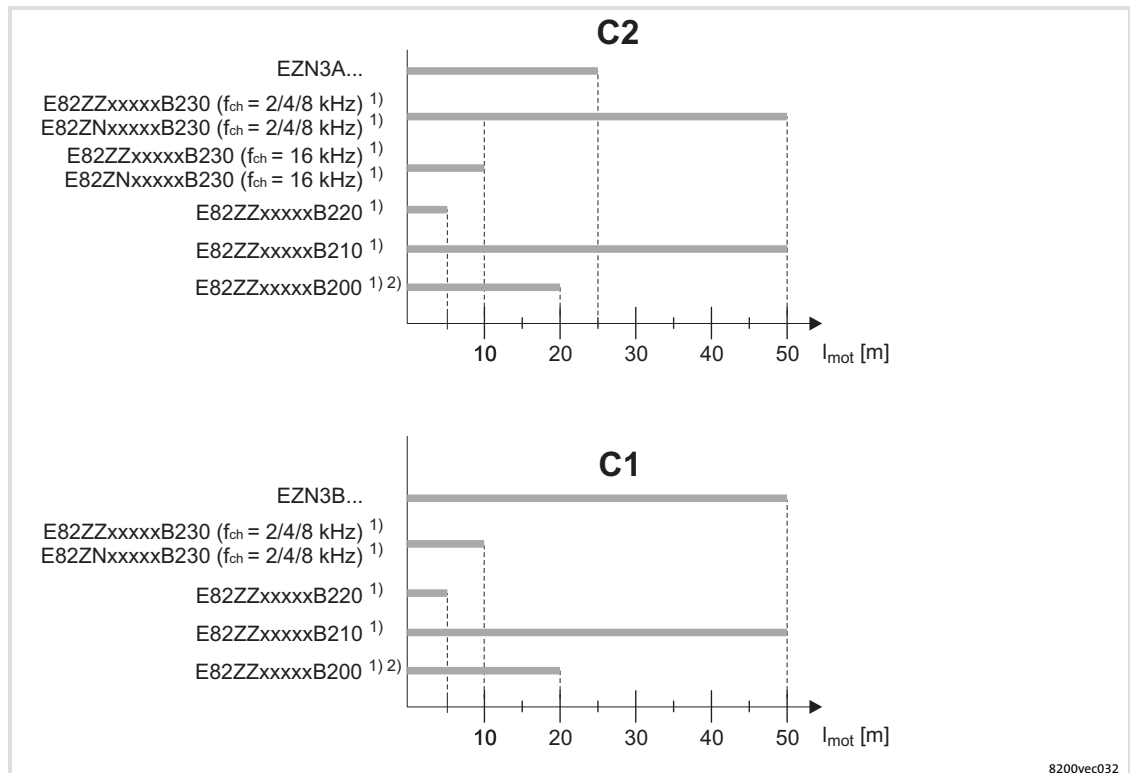 C2
EZN3A...
E82ZZxxxxxB230 (fch = 2/4/8 kHz) 1)
E82ZNxxxxxB230 (fch = 2/4/8 kHz) 1)
E82ZZxxxxxB230 (fch = 16 kHz) 1)
E82ZNxxxxxB230 (fch = 16 kHz) 1)
E82ZZxxxxxB220 1)
E82ZZxxxxxB210 1)
E82ZZxxxxxB200 1) 2)
10 20 30 40 50 lmot [m]
C1
EZN3B...
E82ZZxxxxxB230 (fch = 2/4/8 kHz) 1)
E82ZNxxxxxB230 (fch = 2/4/8 kHz) 1)
E82ZZxxxxxB220 1)
E82ZZxxxxxB210 1)
E82ZZxxxxxB200 1) 2)
10 20 30 40 50 lmot [m]
8200vec032